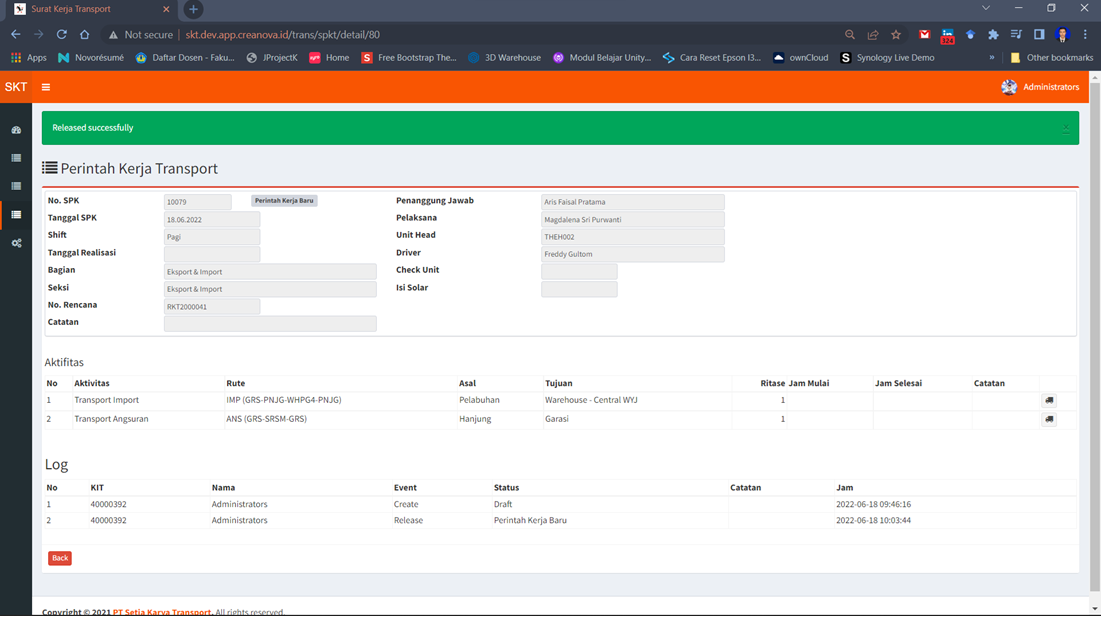 Surat Kerja Transport
Not secure | skt.dev.app.creanova.id/trans/spkt/detail/80
Apps Novorésumé Daftar Dosen - Faku... JProjectK Home Free Bootstrap The... 3D Warehouse Modul Belajar Unity... Cara Reset Epson l3... ownCloud Synology Live Demo » Other bookmarks
SKT Administrators
Released successfully
Perintah Kerja Transport
No. SPK 10079 Perintah Kerja Baru Penanggung Jawab Aris Faisal Pratama
Tanggal SPK 18.06.2022 Pelaksana Magdalena Sri Purwanti
Shift Pagi Unit Head THEH002
Tanggal Realisasi Driver Freddy Gultom
Bagian Eksport & Import Check Unit
Seksi Eksport & Import Isi Solar
No. Rencana RKT2000041
Catatan
Aktifitas
No Aktivitas Rute Asal Tujuan Ritase Jam Mulai Jam Selesai Catatan
1 Transport Import IMP (GRS-PNJG-WHPG4-PNJG) Pelabuhan Warehouse - Central WYJ 1
2 Transport Angsuran ANS (GRS-SRSM-GRS) Hanjung Garasi 1
Log
No KIT Nama Event Status Catatan Jam
1 40000392 Administrators Create Draft 2022-06-18 09:46:16
2 40000392 Administrators Release Perintah Kerja Baru 2022-06-18 10:03:44
Back
Copyright © 2021 PT Setia Karya Transport. All rights reserved.